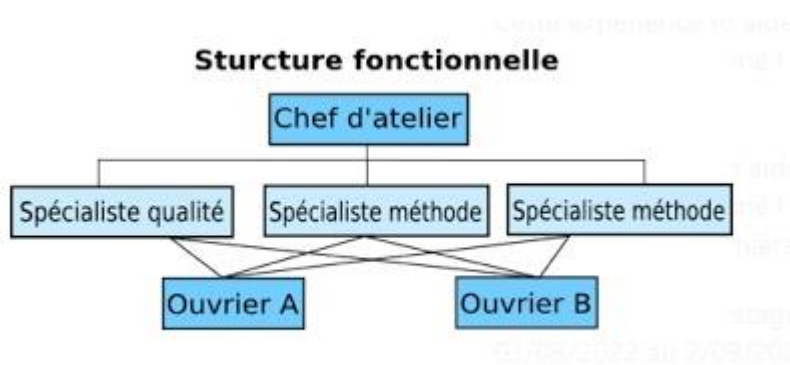 Sturcture fonctionnelle
Chef d'atelier
Spécialiste qualité
Spécialiste méthode
Spécialiste méthode
Ouvrier A
Ouvrier B